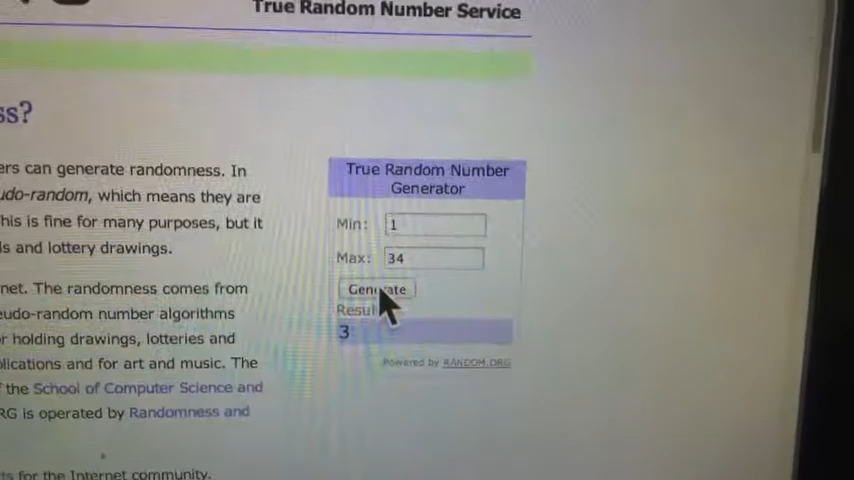 True Random Number Service
ss?
ers can generate randomness. In
udo-random, which means they are
his is fine for many purposes, but it
ls and lottery drawings.
net. The randomness comes from
eudo-random number algorithms
r holding drawings, lotteries and
plications and for art and music. The
f the School of Computer Science and
RG is operated by Randomness and
ts for the Internet community.
True Random Number
Generator
Min: 1
Max: 34
Generate
Resul
3
Powered by RANDOM.ORG